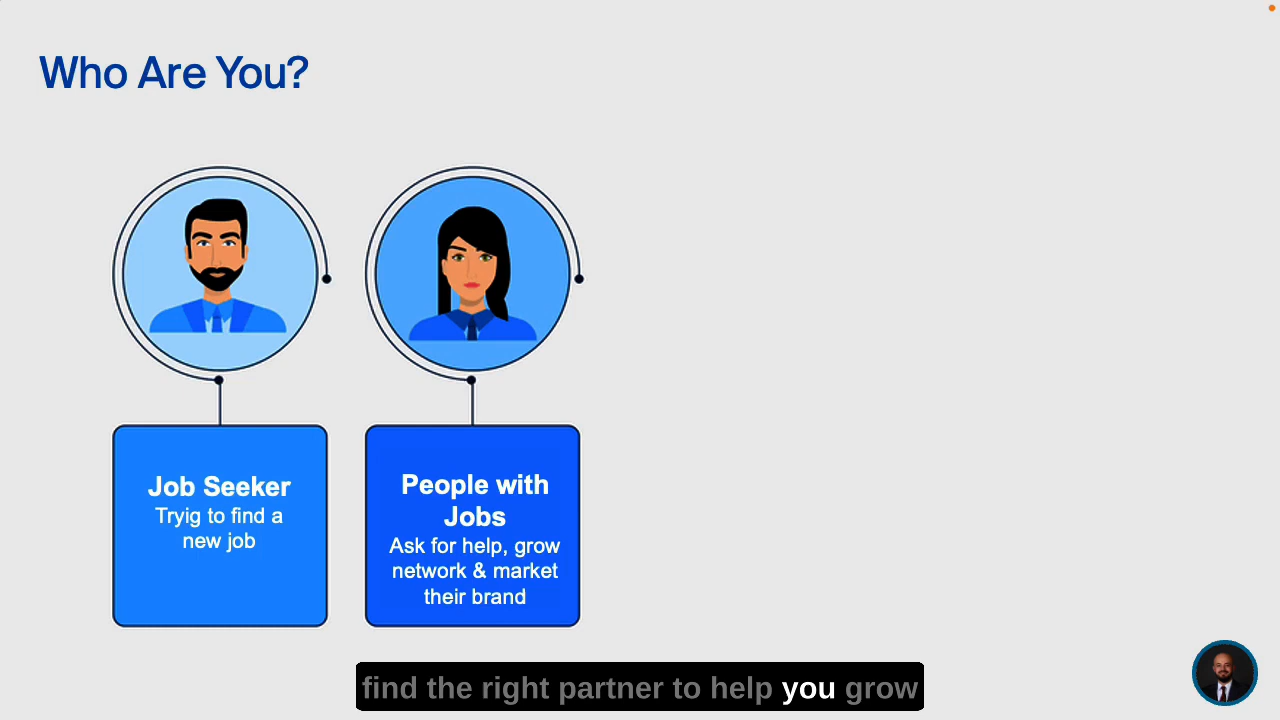 Who Are You?
Job Seeker
Tryig to find a
new job
People with
Jobs
Ask for help, grow
network & market
their brand
find the right partner to help you grow